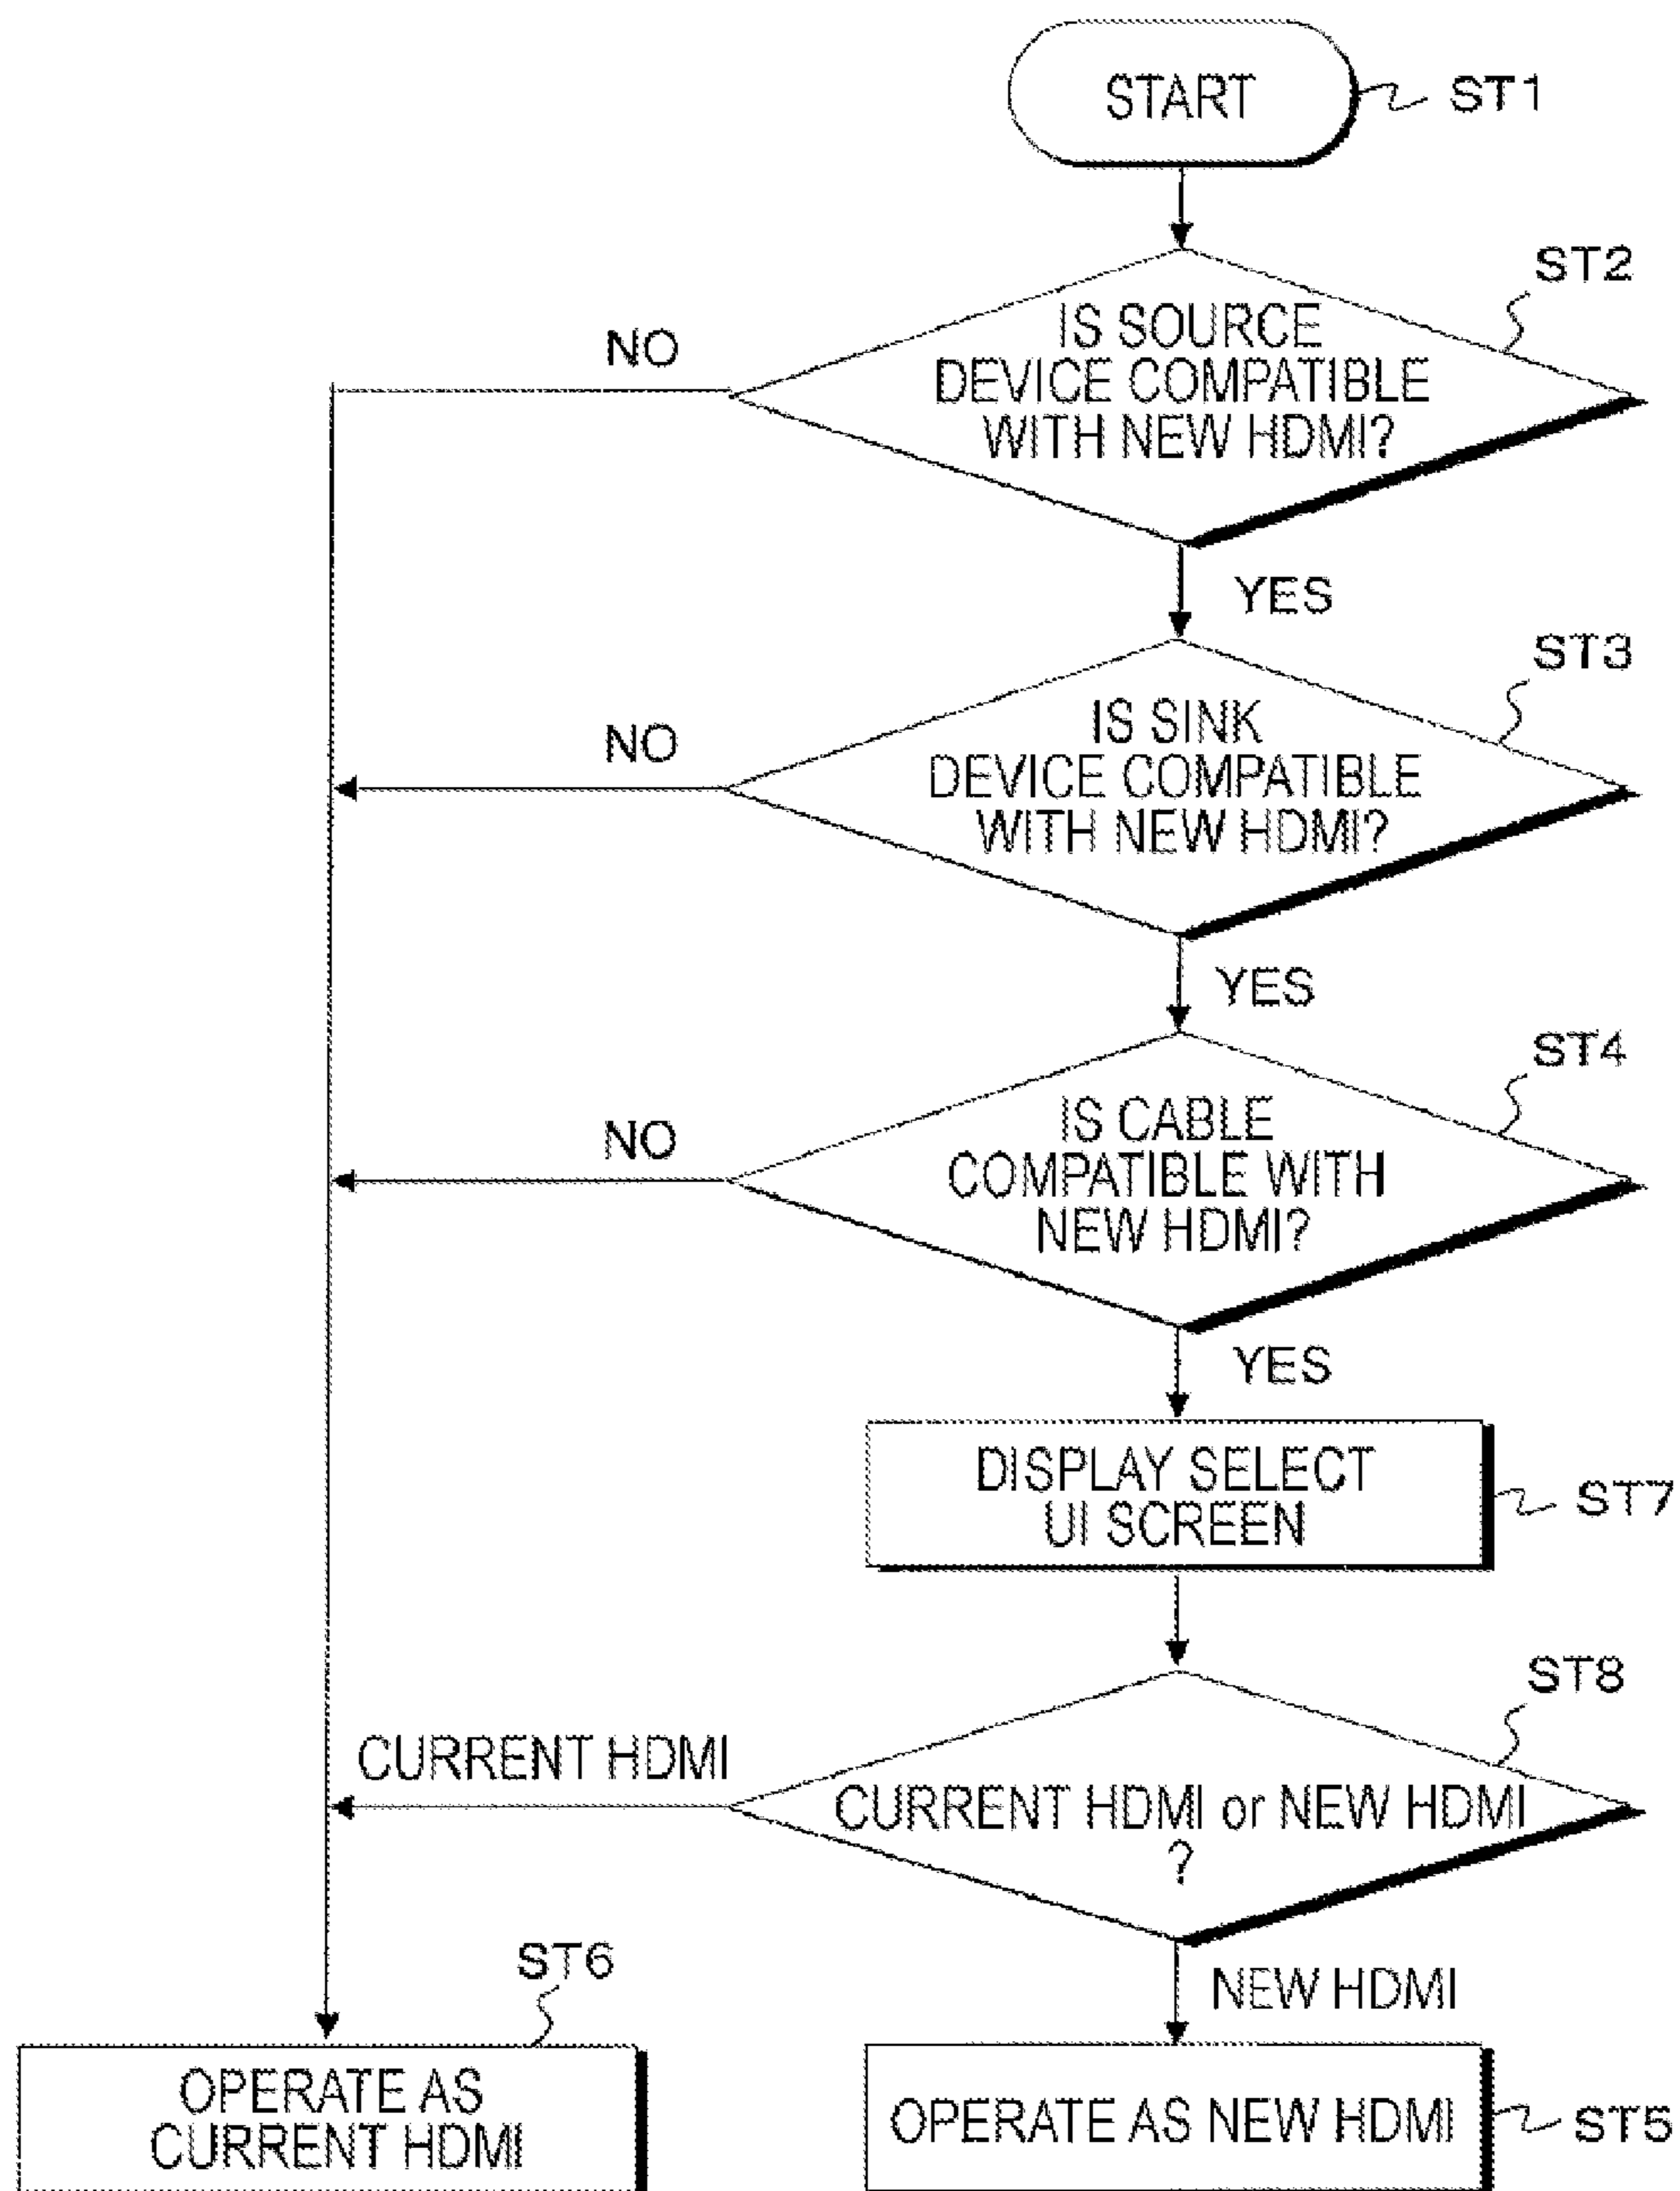 START
ST1
ST2
IS SOURCE
DEVICE COMPATIBLE
WITH NEW HDMI?
NO
YES
ST3
IS SINK
DEVICE COMPATIBLE
WITH NEW HDMI?
NO
YES
ST4
IS CABLE
COMPATIBLE WITH
NEW HDMI?
NO
YES
DISPLAY SELECT
UI SCREEN
ST7
ST8
CURRENT HDMI
CURRENT HDMI or NEW HDMI
?
NEW HDMI
ST6
OPERATE AS
CURRENT HDMI
OPERATE AS NEW HDMI
ST5